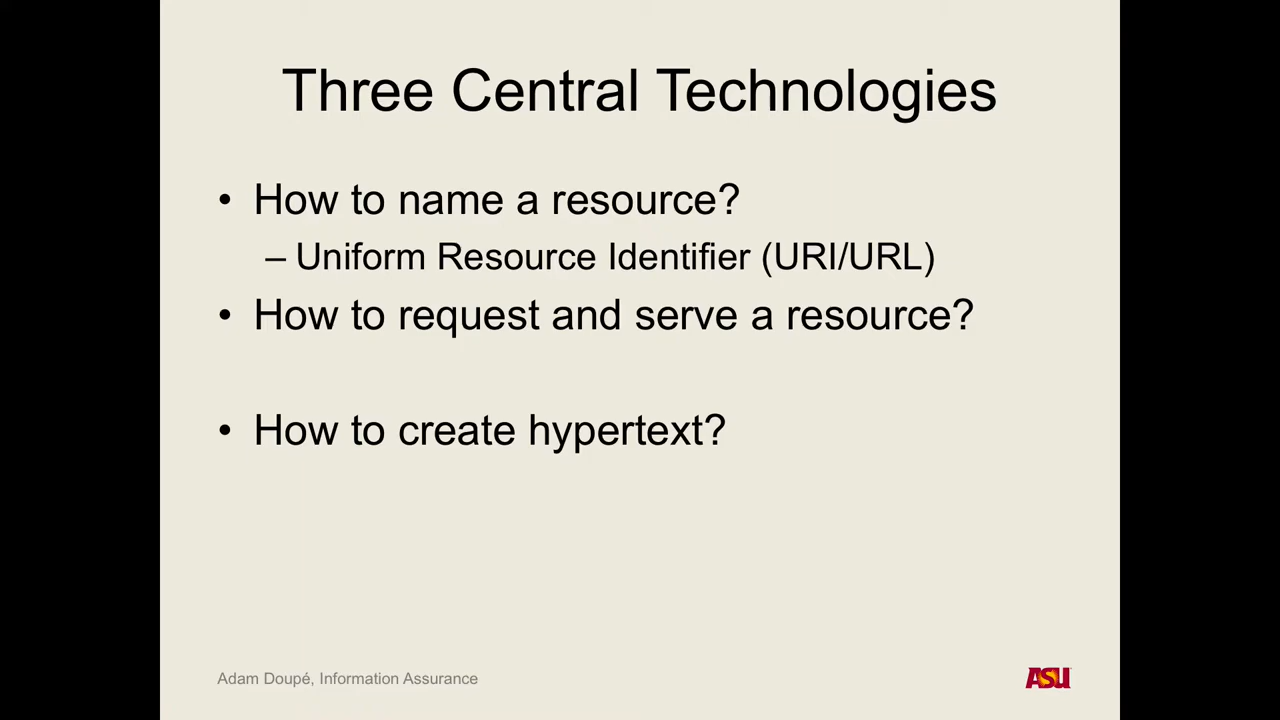 Three Central Technologies
• How to name a resource?
– Uniform Resource Identifier (URI/URL)
• How to request and serve a resource?
• How to create hypertext?
Adam Doupé, Information Assurance
ASU